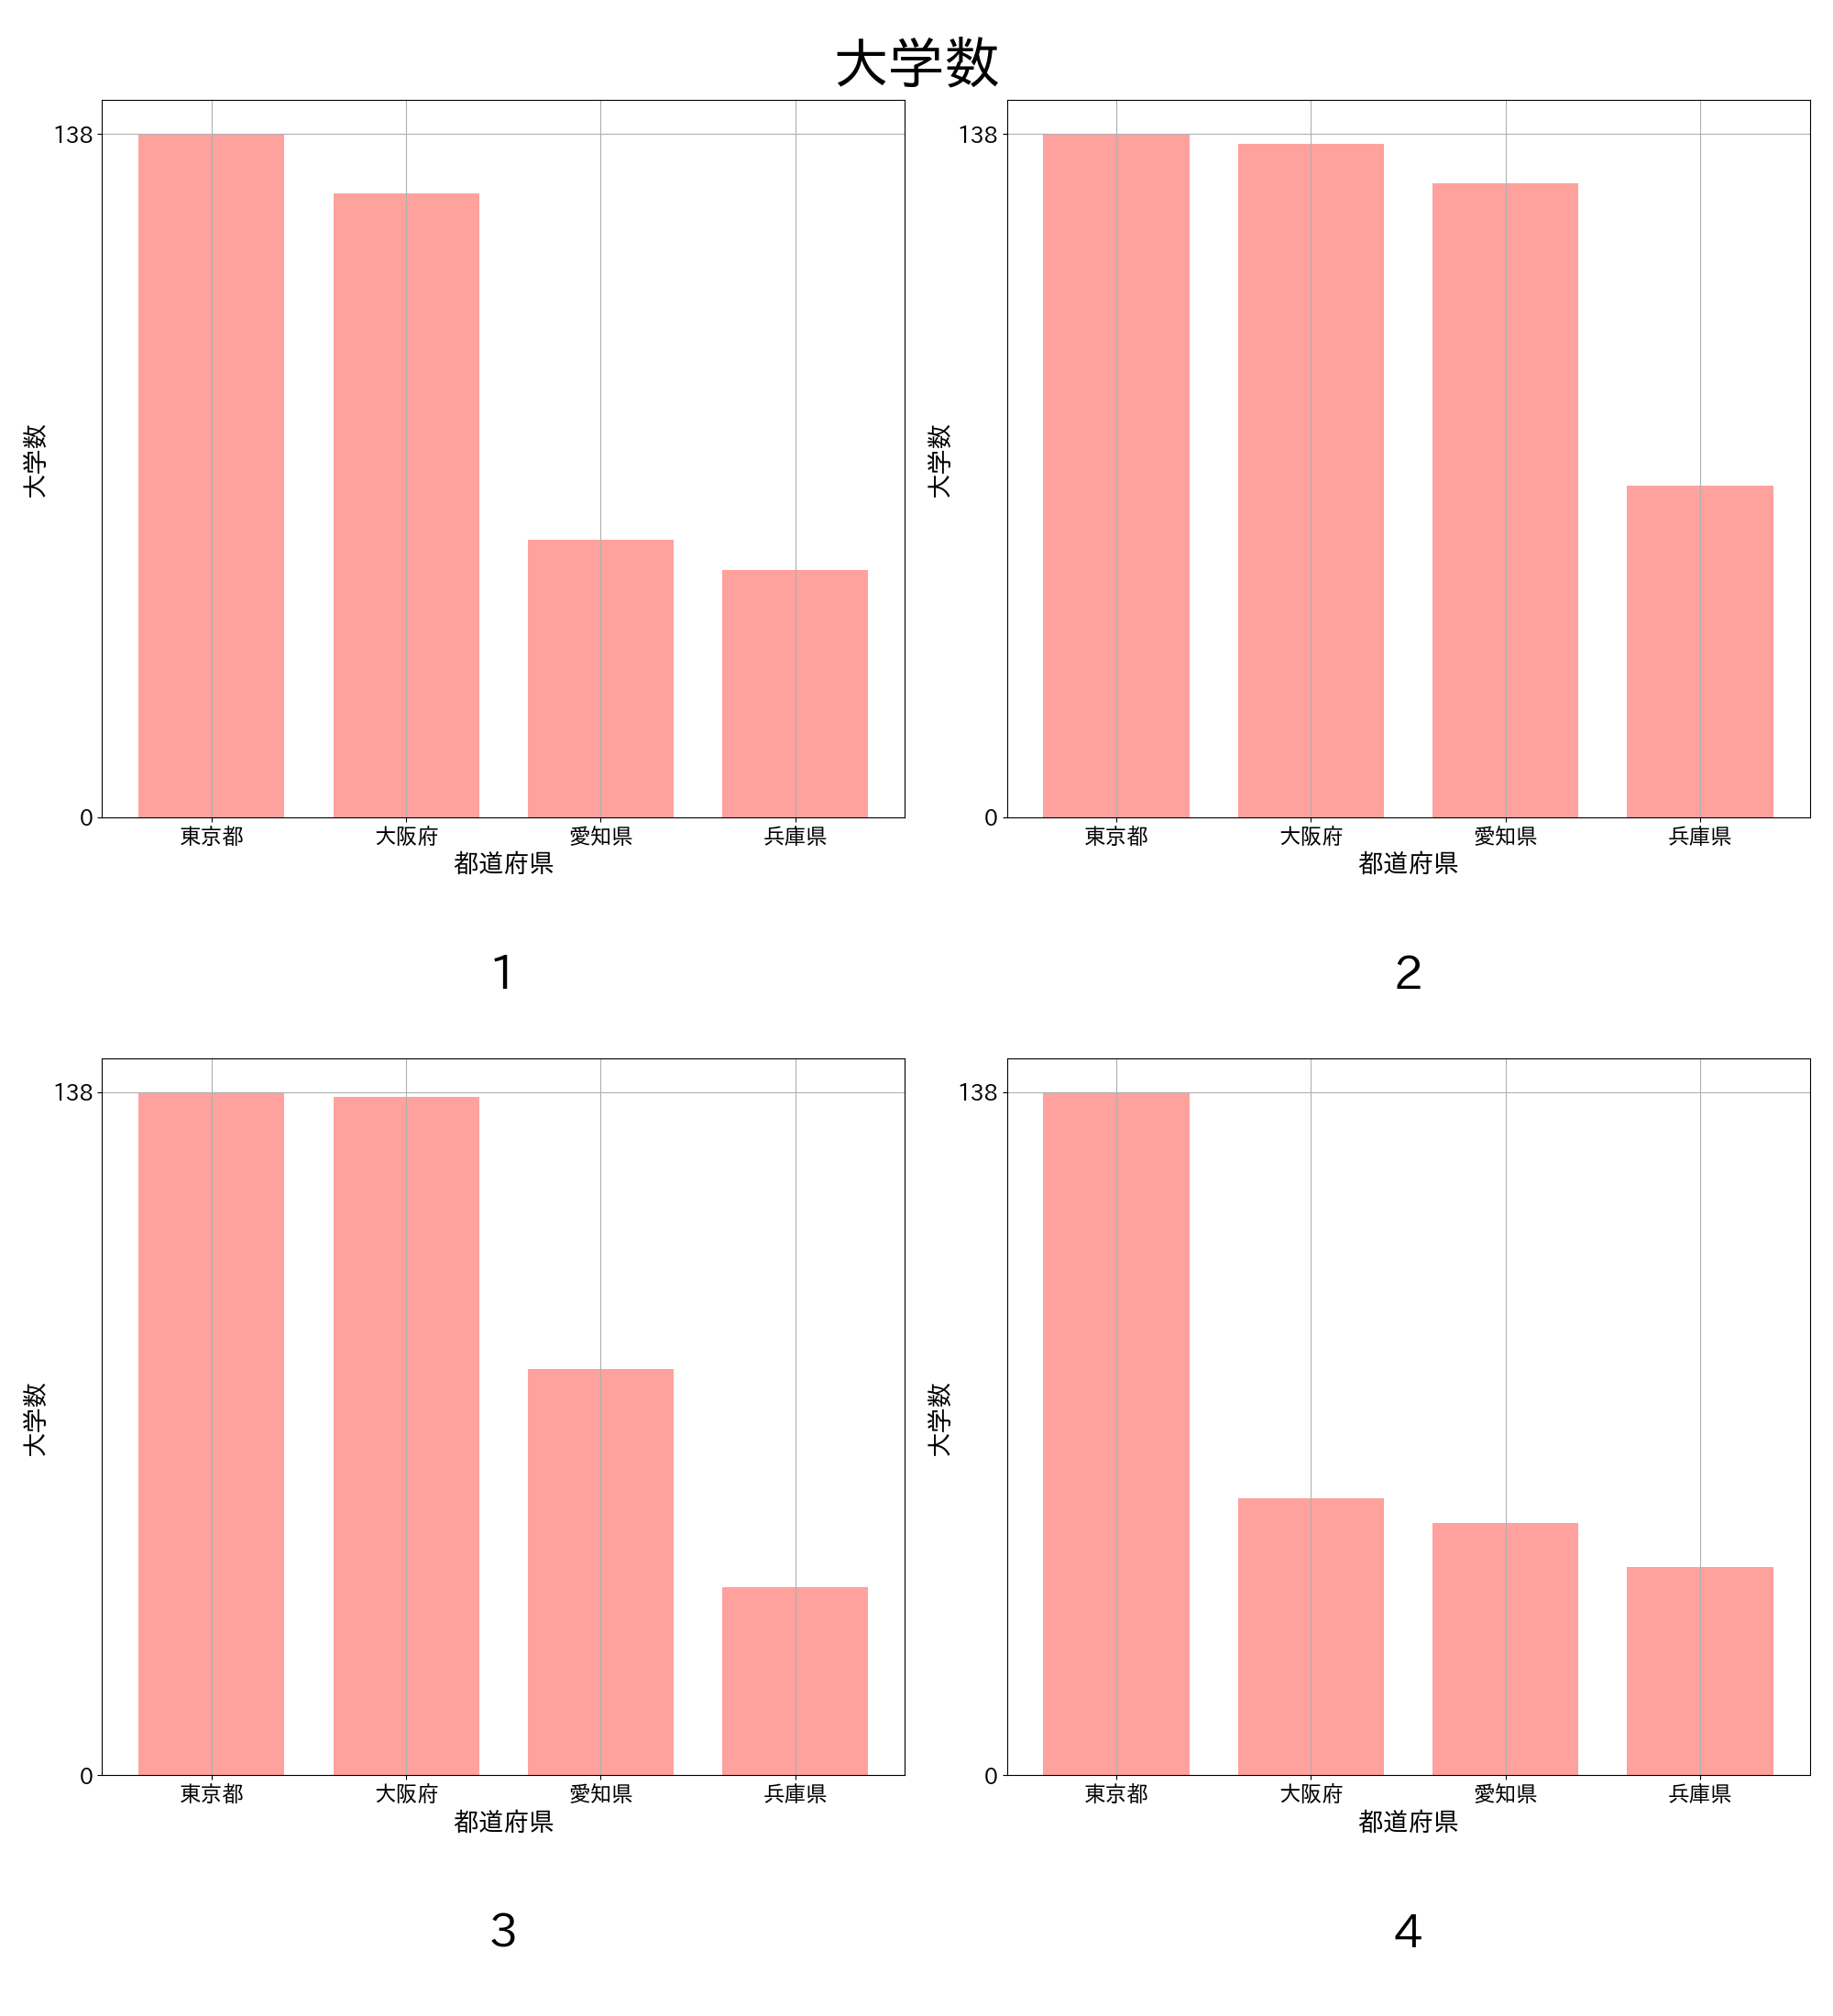 大学数
138
0
大学数
東京都 大阪府 愛知県 兵庫県
都道府県
1
138
0
大学数
東京都 大阪府 愛知県 兵庫県
都道府県
2
138
0
大学数
東京都 大阪府 愛知県 兵庫県
都道府県
3
138
0
大学数
東京都 大阪府 愛知県 兵庫県
都道府県
4